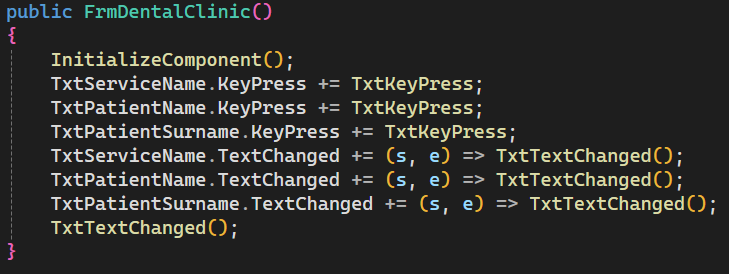 public FrmDentalClinic()
{
InitializeComponent();
TxtServiceName.KeyPress += TxtKeyPress;
TxtPatientName.KeyPress += TxtKeyPress;
TxtPatientSurname.KeyPress += TxtKeyPress;
TxtServiceName.TextChanged += (s, e) => TxtTextChanged();
TxtPatientName.TextChanged += (s, e) => TxtTextChanged();
TxtPatientSurname.TextChanged += (s, e) => TxtTextChanged();
TxtTextChanged();
}